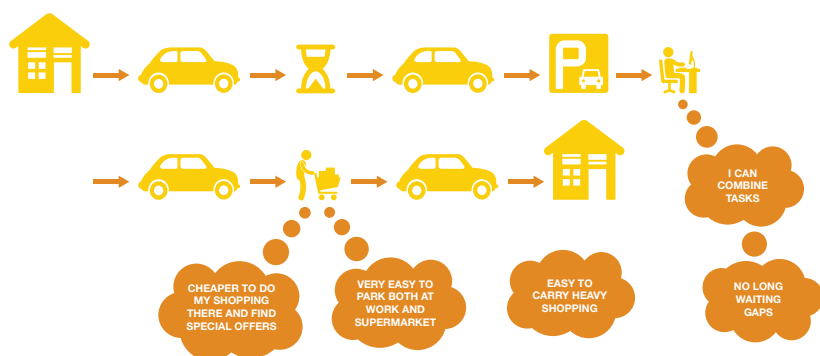 P
I CAN
COMBINE
TASKS
CHEAPER TO DO
MY SHOPPING
THERE AND FIND
SPECIAL OFFERS
VERY EASY TO
PARK BOTH AT
WORK AND
SUPERMARKET
EASY TO
CARRY HEAVY
SHOPPING
NO LONG
WAITING
GAPS